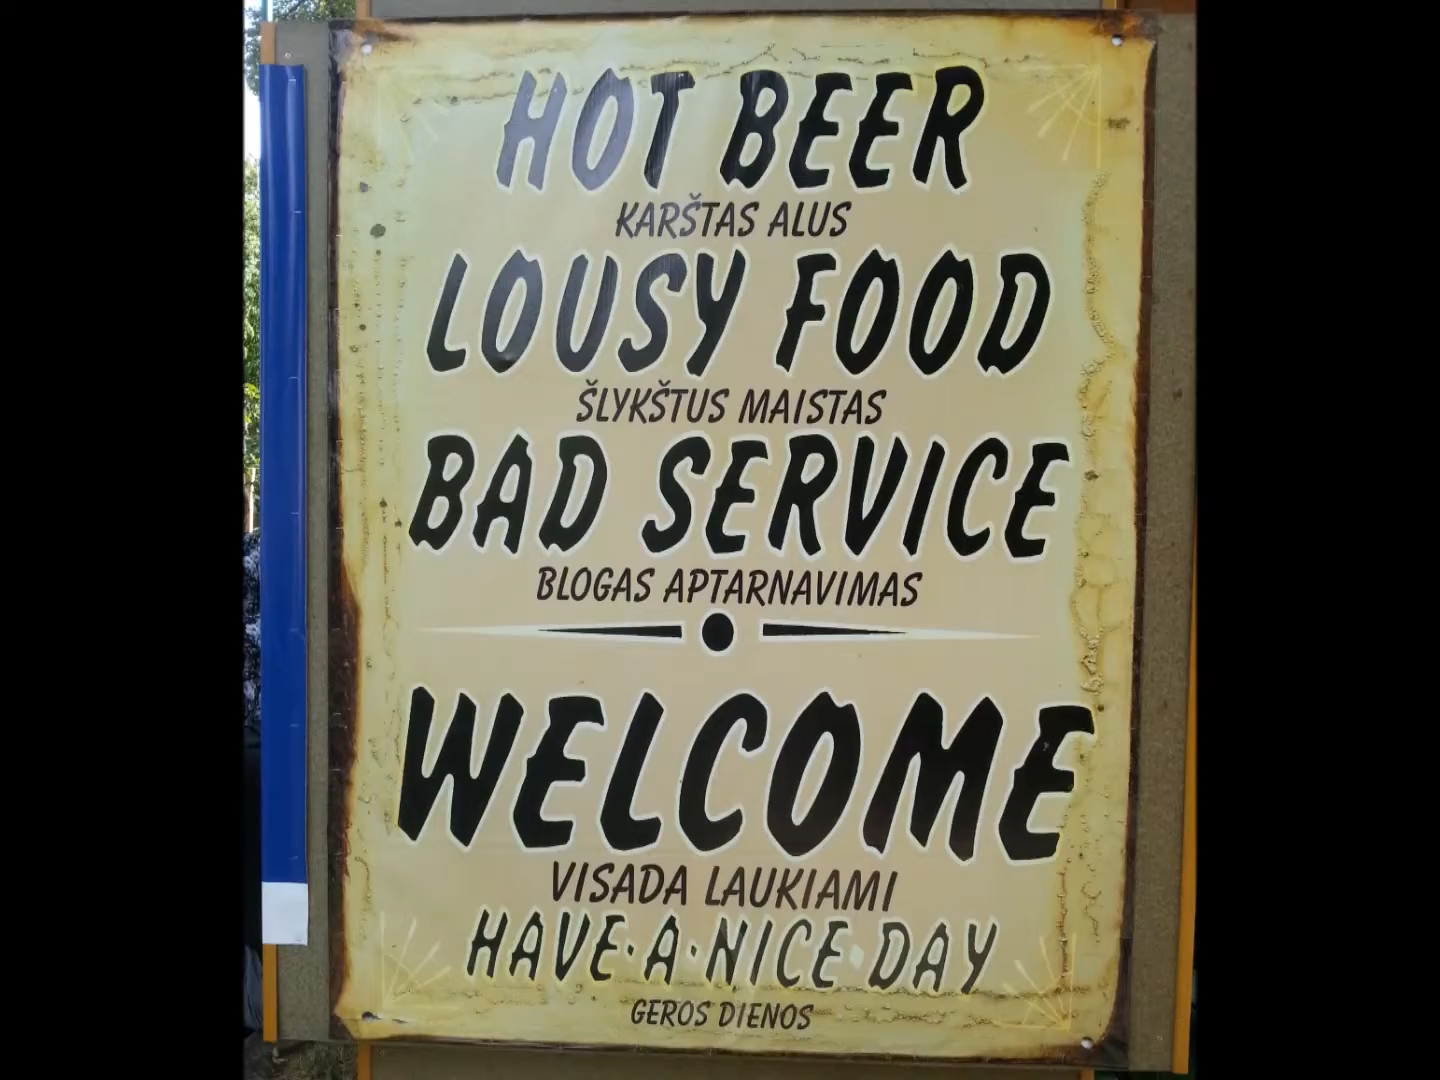 HOT BEER
KARŠTAS ALUS
LOUSY FOOD
ŠLYKŠTUS MAISTAS
BAD SERVICE
BLOGAS APTARNAVIMAS
WELCOME
VISADA LAUKIAMI
HAVE·A·NICE DAY
GEROS DIENOS